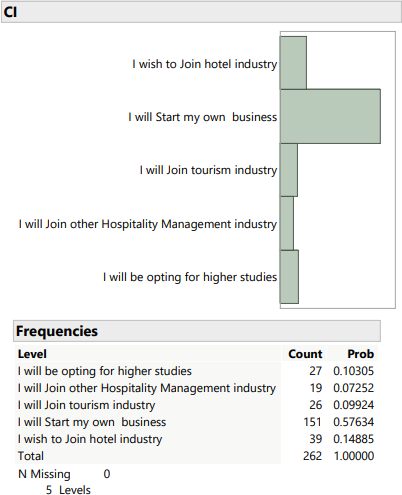 CI
I wish to Join hotel industry
I will Start my own  business
I will Join tourism industry
I will Join other Hospitality Management industry
I will be opting for higher studies
Frequencies
Level Count Prob
I will be opting for higher studies 27 0.10305
I will Join other Hospitality Management industry 19 0.07252
I will Join tourism industry 26 0.09924
I will Start my own  business 151 0.57634
I wish to Join hotel industry 39 0.14885
Total 262 1.00000
N Missing 0
5 Levels